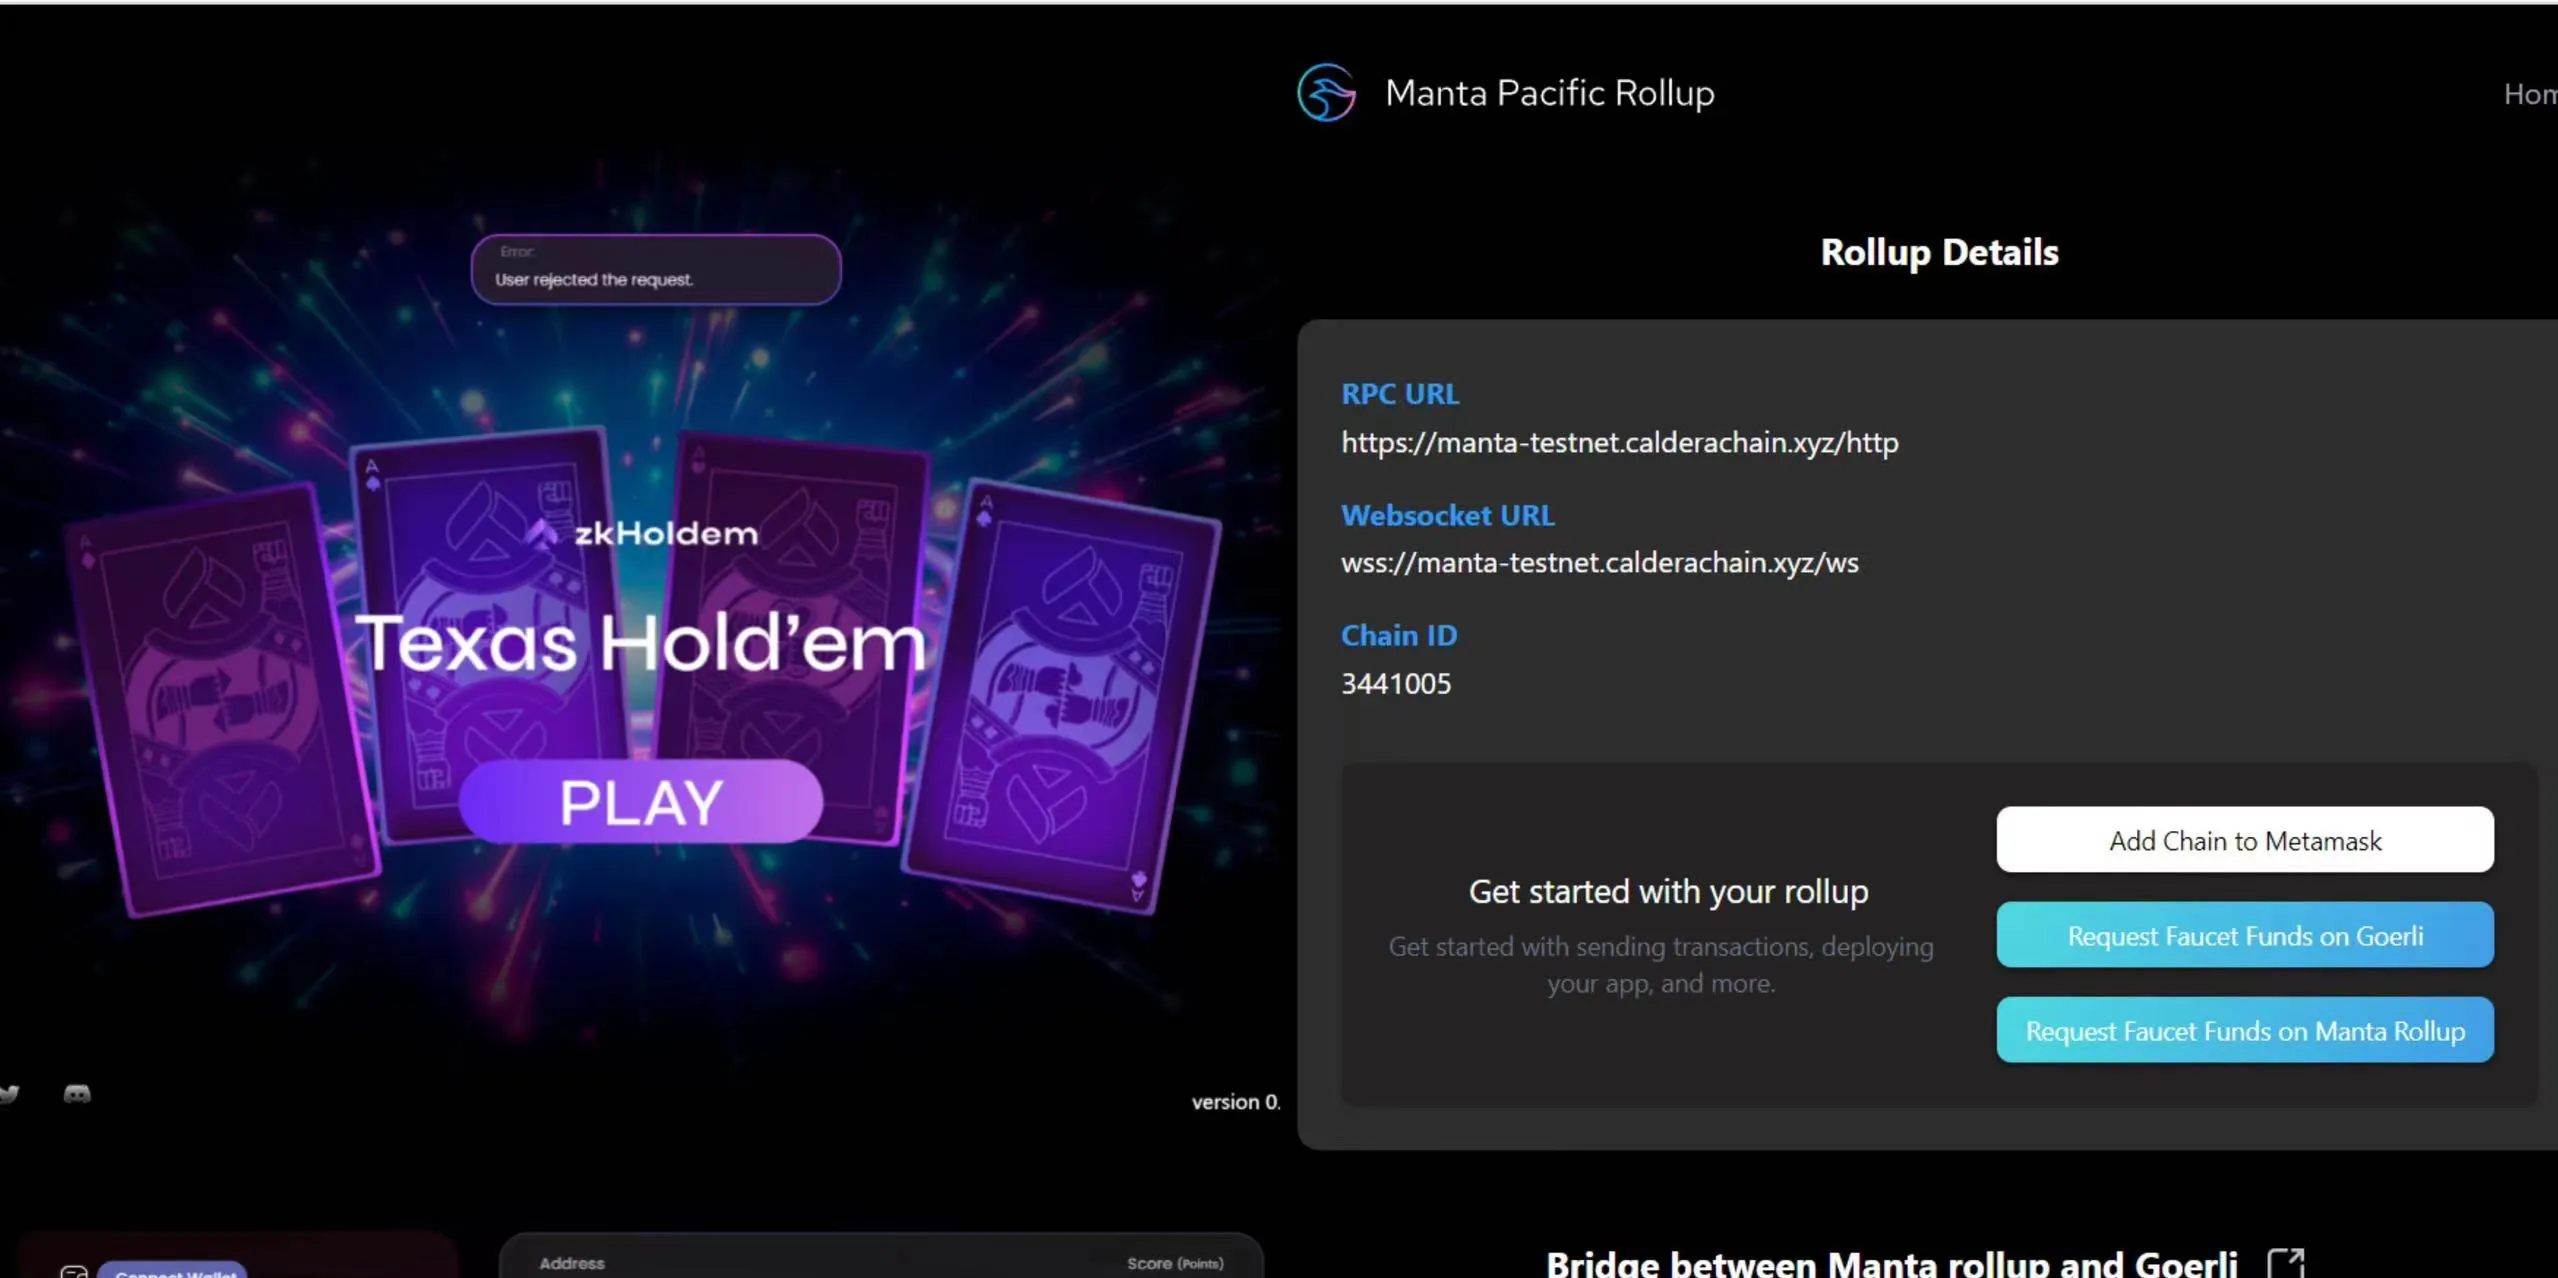 Error:
User rejected the request.
A
A
A
A
zkHoldem
Texas Hold’em
PLAY
version 0.
Connect Wallet
Address
Score (Points)
Manta Pacific Rollup
Hom
Rollup Details
RPC URL
https://manta-testnet.calderachain.xyz/http
Websocket URL
wss://manta-testnet.calderachain.xyz/ws
Chain ID
3441005
Get started with your rollup
Get started with sending transactions, deploying
your app, and more.
Add Chain to Metamask
Request Faucet Funds on Goerli
Request Faucet Funds on Manta Rollup
Bridge between Manta rollup and Goerli